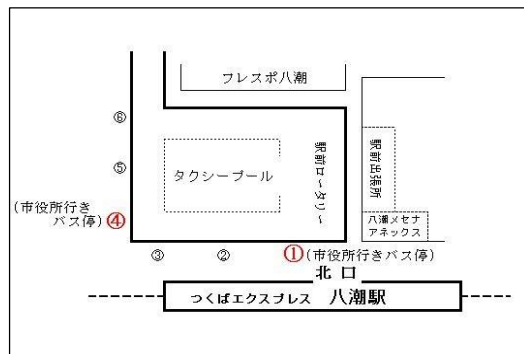 フレスポ八潮
⑥
⑤
タクシープール
駅前ロータリー
駅前出張所
(市役所行き
バス停)④
八潮メセナ
アネックス
③
②
①(市役所行きバス停)
北口
つくばエクスプレス 八潮駅